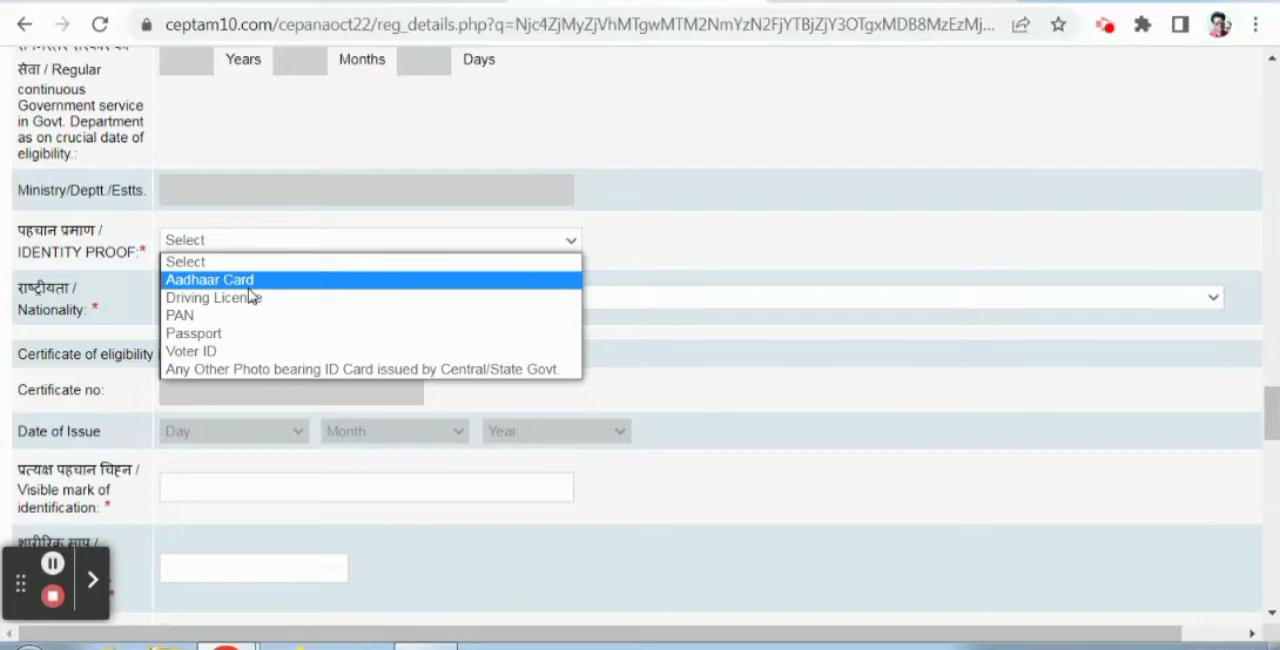 ceptam10.com/cepanaoct22/reg_details.php?q=Njc4ZjMyZjVhMTgwMTM2NmYzN2FjYTBjZjY3OTgxMDB8MzEzMj...
Years Months Days
सेवा / Regular
continuous
Government service
in Govt. Department
as on crucial date of
eligibility.:
Ministry/Deptt./Estts.
पहचान प्रमाण /
IDENTITY PROOF:*
Select
Select
Aadhaar Card
Driving License
PAN
Passport
Voter ID
Any Other Photo bearing ID Card issued by Central/State Govt.
राष्ट्रीयता /
Nationality: *
Certificate of eligibility
Certificate no:
Date of Issue
Day Month Year
प्रत्यक्ष पहचान चिह्न /
Visible mark of
identification: *
शारीरिक माप /
*